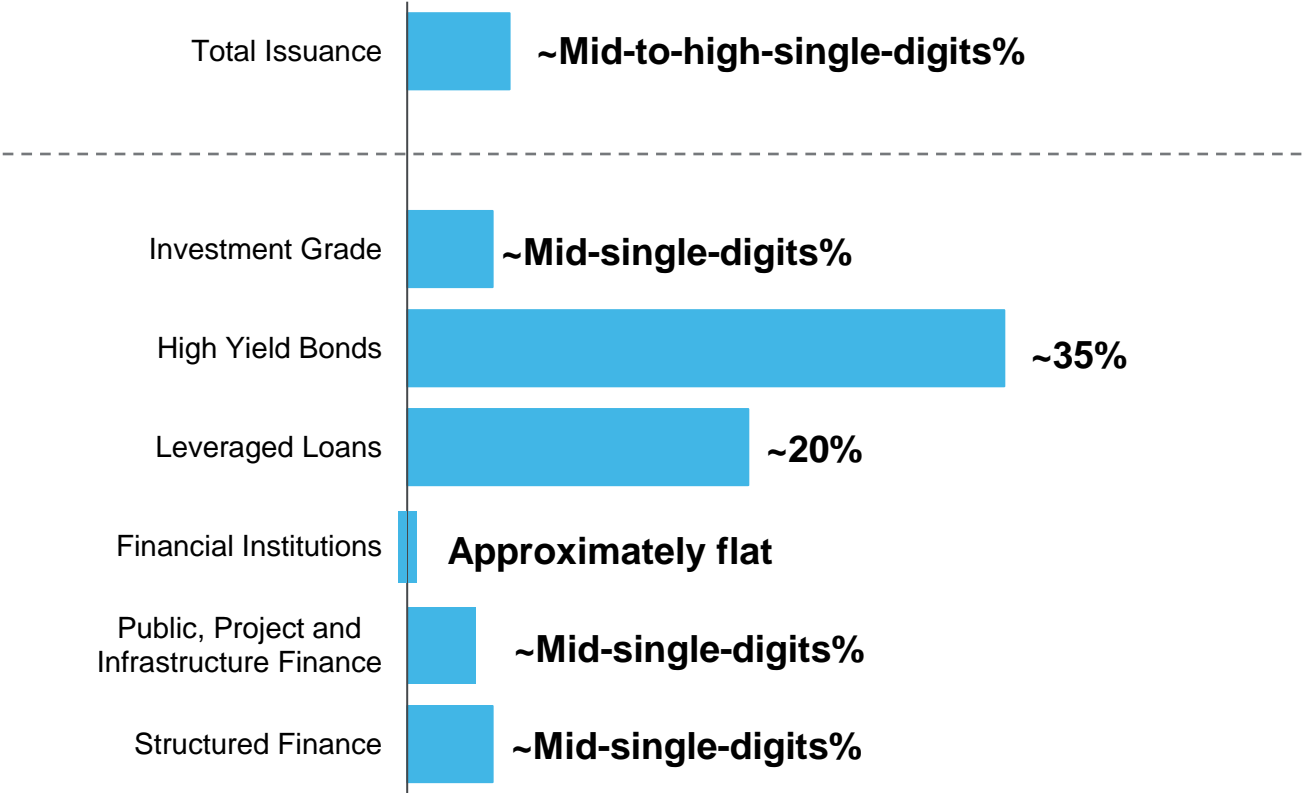 Total Issuance
~Mid-to-high-single-digits%
Investment Grade
~Mid-single-digits%
High Yield Bonds
~35%
Leveraged Loans
~20%
Financial Institutions
Approximately flat
Public, Project and
Infrastructure Finance
~Mid-single-digits%
Structured Finance
~Mid-single-digits%